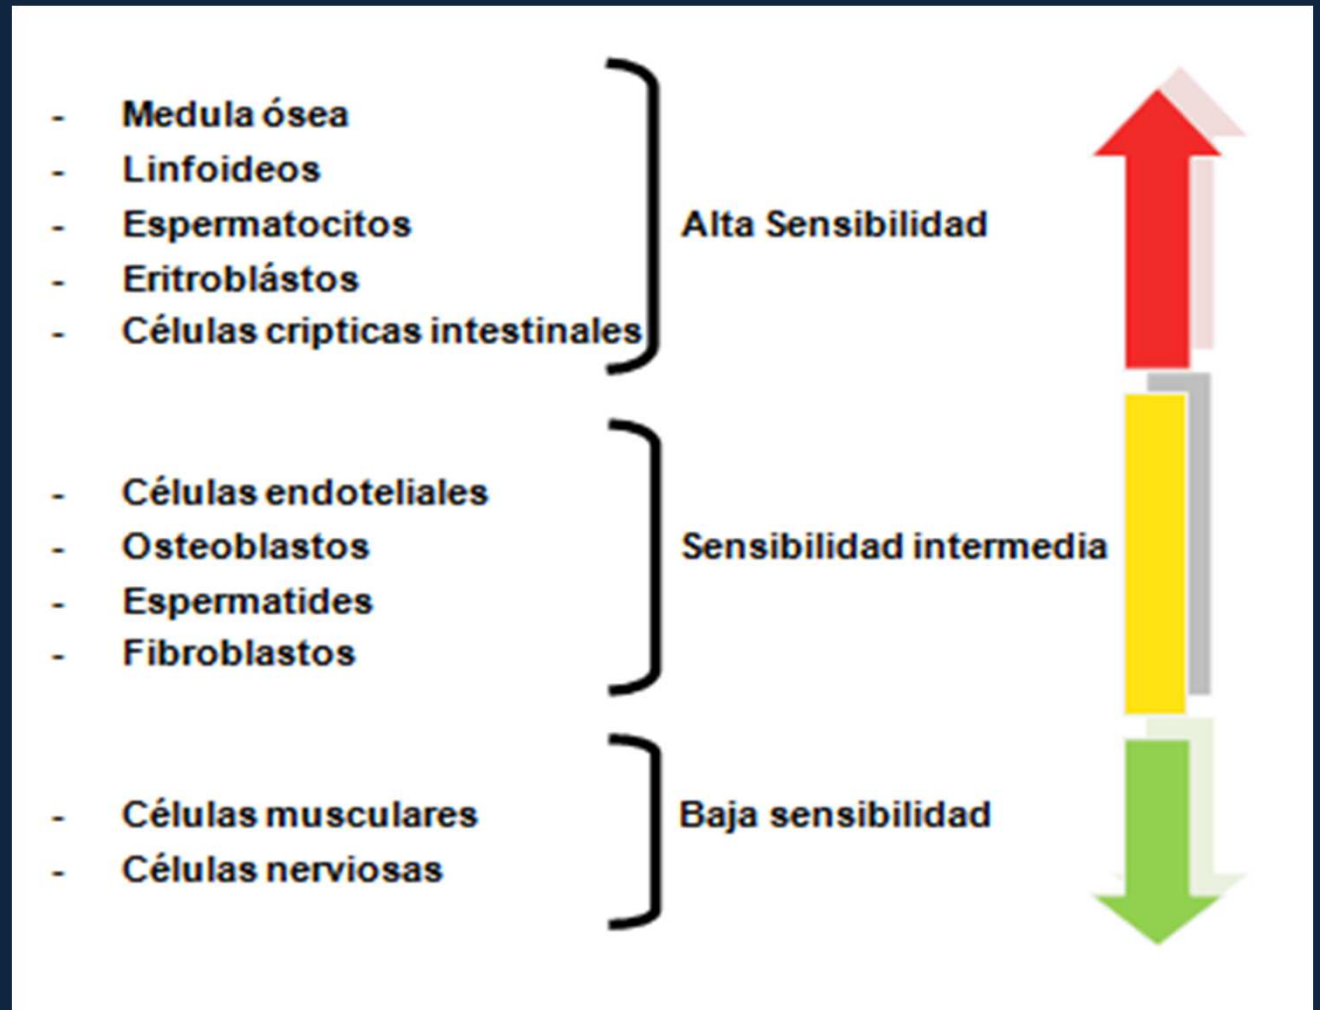 - Medula ósea
- Linfoideos
- Espermatocitos
Alta Sensibilidad
- Eritroblástos
- Células cripticas intestinales
- Células endoteliales
- Osteoblastos
Sensibilidad intermedia
- Espermatides
- Fibroblastos
- Células musculares
Baja sensibilidad
- Células nerviosas